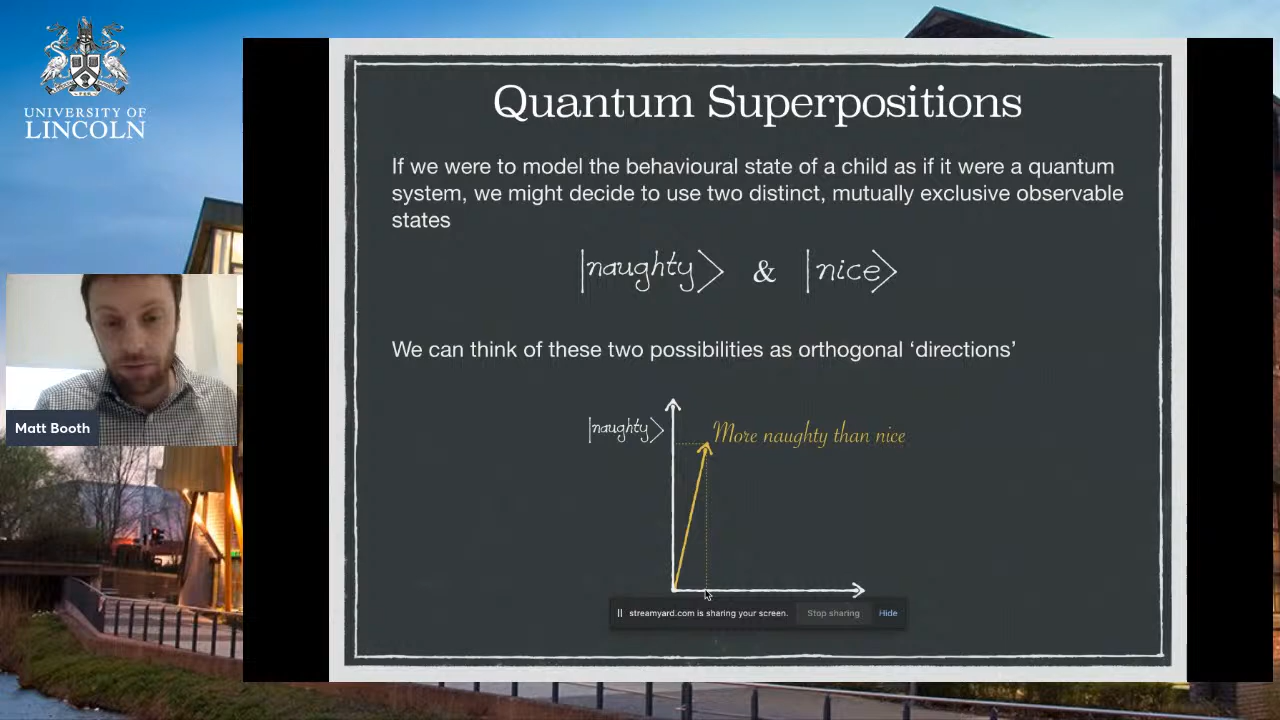 UNIVERSITY OF
LINCOLN
Quantum Superpositions
If we were to model the behavioural state of a child as if it were a quantum
system, we might decide to use two distinct, mutually exclusive observable
states
|naughty> & |nice>
We can think of these two possibilities as orthogonal ‘directions’
|naughty>
More naughty than nice
Matt Booth
streamyard.com is sharing your screen. Stop sharing Hide